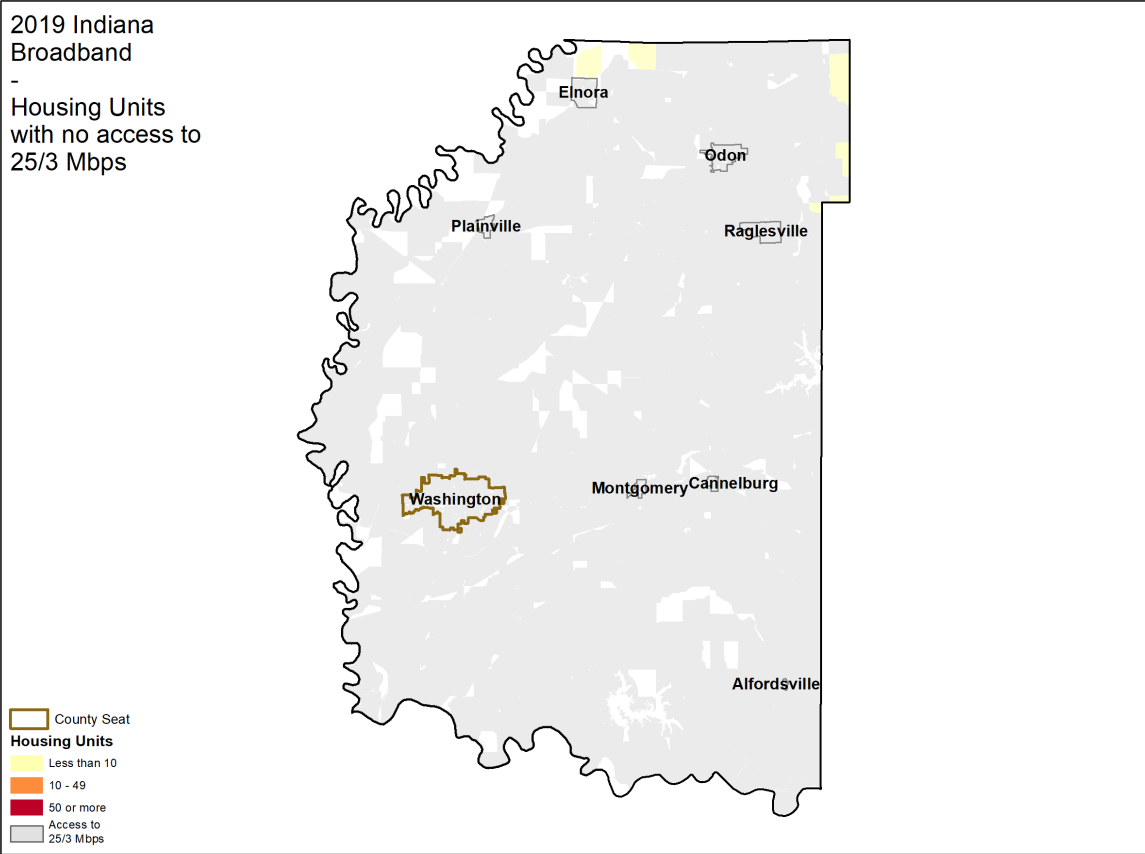 2019 Indiana
Broadband
-
Housing Units
with no access to
25/3 Mbps
Elnora
Odon
Plainville
Raglesville
Washington
Montgomery
Cannelburg
Alfordsville
County Seat
Housing Units
Less than 10
10 - 49
50 or more
Access to
25/3 Mbps